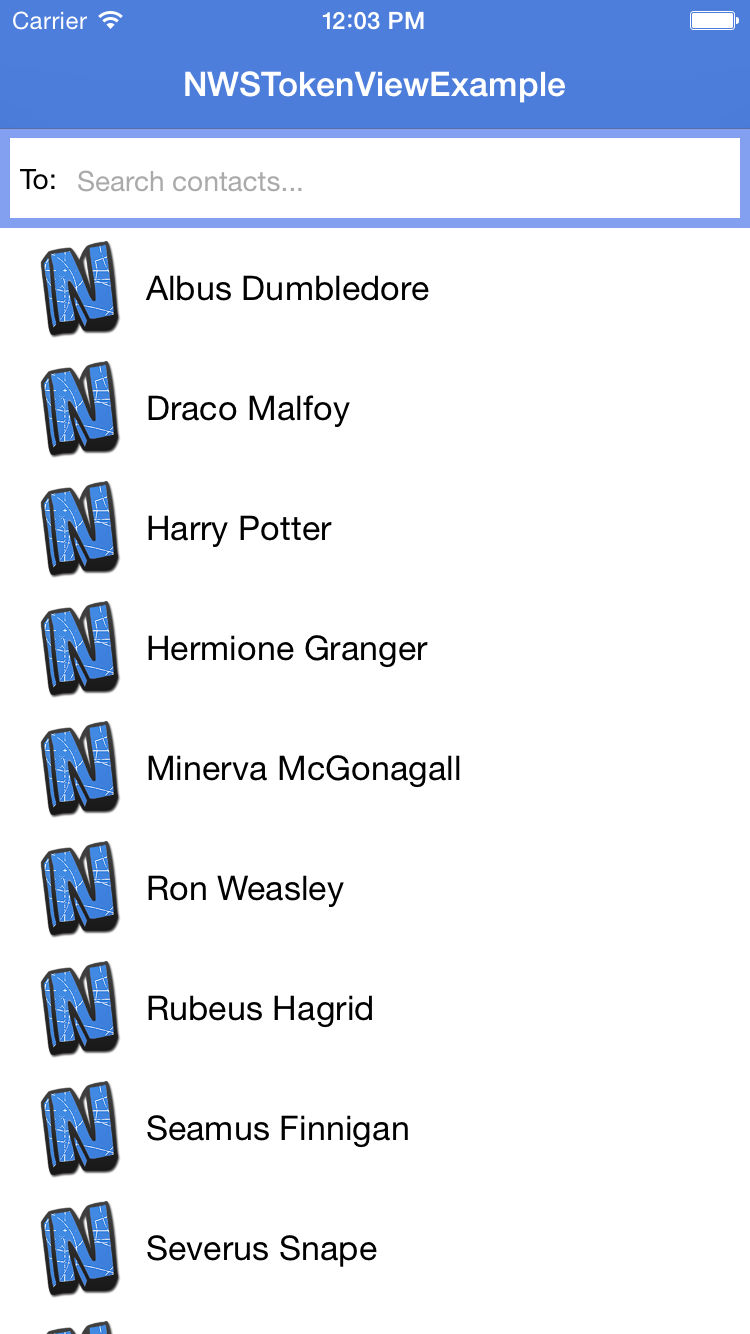 Carrier 12:03 PM
NWSTokenViewExample
To: Search contacts...
N Albus Dumbledore
N Draco Malfoy
N Harry Potter
N Hermione Granger
N Minerva McGonagall
N Ron Weasley
N Rubeus Hagrid
N Seamus Finnigan
N Severus Snape